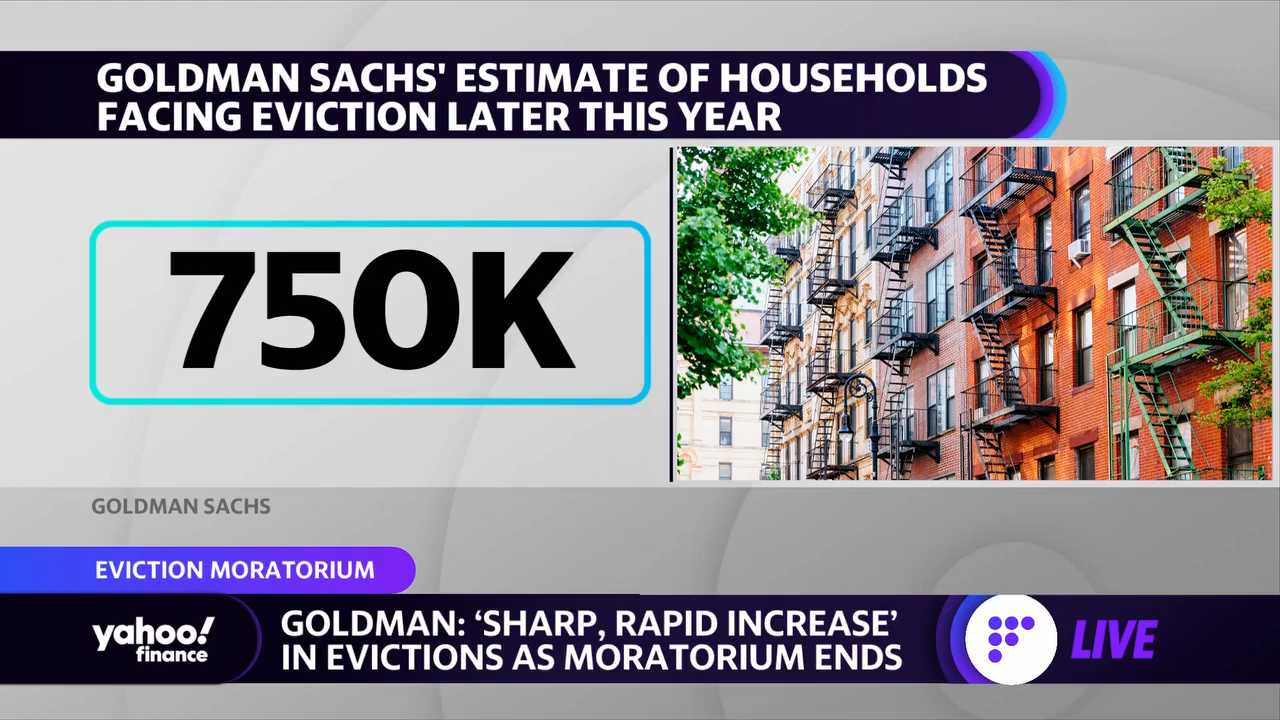 GOLDMAN SACHS' ESTIMATE OF HOUSEHOLDS
FACING EVICTION LATER THIS YEAR
750K
GOLDMAN SACHS
EVICTION MORATORIUM
yahoo!
finance
GOLDMAN: ‘SHARP, RAPID INCREASE’
IN EVICTIONS AS MORATORIUM ENDS
LIVE